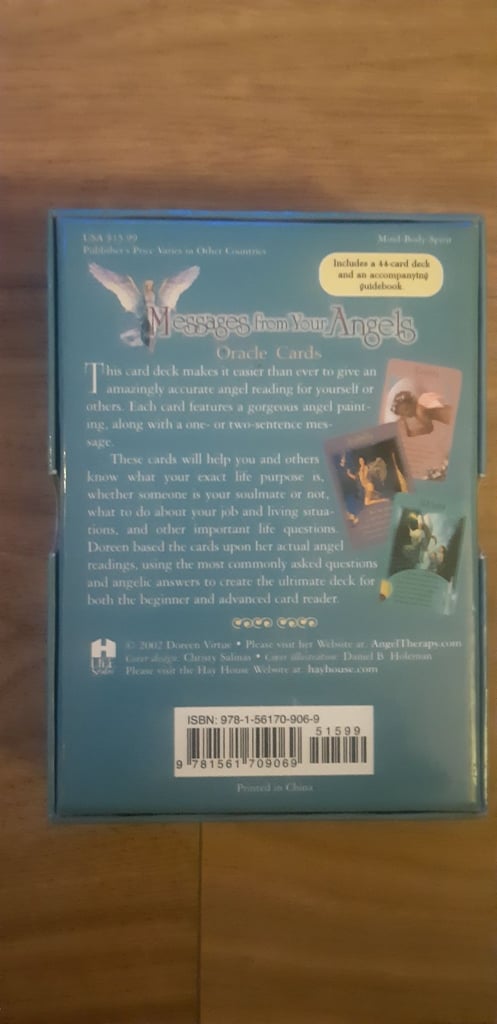 USA $15.99
Publisher's Price Varies in Other Countries
Mind-Body-Spirit
Includes a 44-card deck
and an accompanying
guidebook.
Messages from Your Angels
Oracle Cards
This card deck makes it easier than ever to give an
amazingly accurate angel reading for yourself or
others. Each card features a gorgeous angel paint-
ing, along with a one- or two-sentence mes-
sage.
These cards will help you and others
know what your exact life purpose is,
whether someone is your soulmate or not,
what to do about your job and living situa-
tions, and other important life questions.
Doreen based the cards upon her actual angel
readings, using the most commonly asked questions
and angelic answers to create the ultimate deck for
both the beginner and advanced card reader.
© 2002 Doreen Virtue • Please visit her Website at: AngelTherapy.com
Cover design: Christy Salinas • Cover illustration: Daniel B. Holeman
Please visit the Hay House Website at: hayhouse.com
ISBN: 978-1-56170-906-9
51599
9 781561 709069
Printed in China